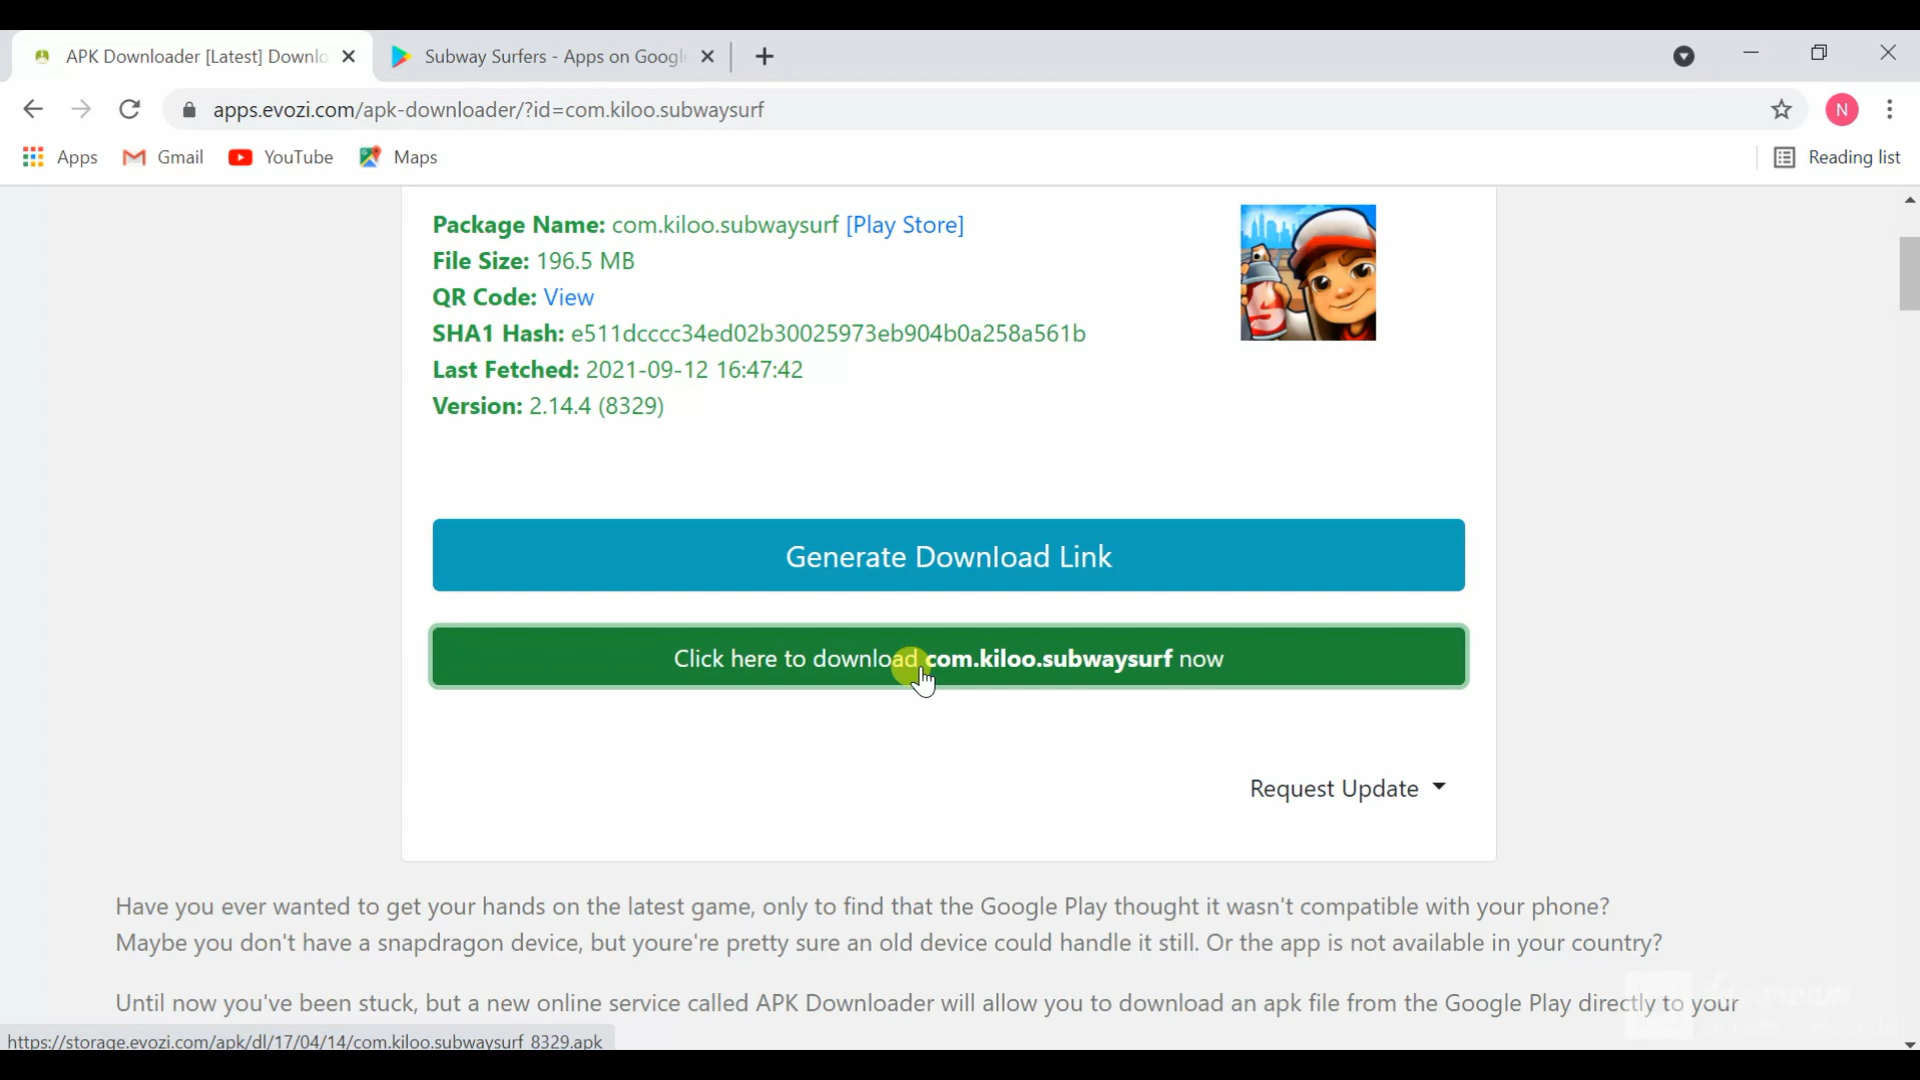 APK Downloader [Latest] Downlo
Subway Surfers - Apps on Googl
apps.evozi.com/apk-downloader/?id=com.kiloo.subwaysurf
N
Apps
Gmail
YouTube
Maps
Reading list
Package Name: com.kiloo.subwaysurf [Play Store]
File Size: 196.5 MB
QR Code: View
SHA1 Hash: e511dcccc34ed02b30025973eb904b0a258a561b
Last Fetched: 2021-09-12 16:47:42
Version: 2.14.4 (8329)
Generate Download Link
Click here to download com.kiloo.subwaysurf now
Request Update
Have you ever wanted to get your hands on the latest game, only to find that the Google Play thought it wasn't compatible with your phone?
Maybe you don't have a snapdragon device, but youre're pretty sure an old device could handle it still. Or the app is not available in your country?
Until now you've been stuck, but a new online service called APK Downloader will allow you to download an apk file from the Google Play directly to your
https://storage.evozi.com/apk/dl/17/04/14/com.kiloo.subwaysurf_8329.apk